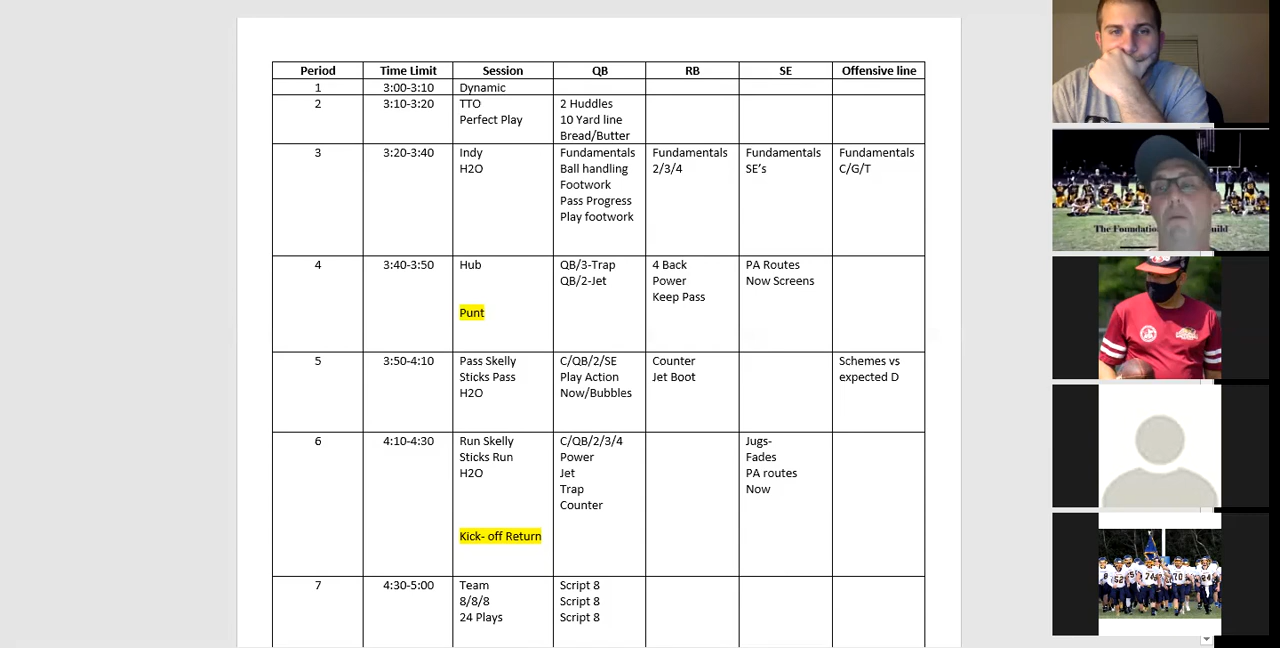 Period Time Limit Session QB RB SE Offensive line
1 3:00-3:10 Dynamic
2 3:10-3:20 TTO 2 Huddles
Perfect Play 10 Yard line
Bread/Butter
3 3:20-3:40 Indy Fundamentals Fundamentals Fundamentals Fundamentals
H2O Ball handling 2/3/4 SE's C/G/T
Footwork
Pass Progress
Play footwork
4 3:40-3:50 Hub QB/3-Trap 4 Back PA Routes
QB/2-Jet Power Now Screens
Keep Pass
Punt
5 3:50-4:10 Pass Skelly C/QB/2/SE Counter Schemes vs
Sticks Pass Play Action Jet Boot expected D
H2O Now/Bubbles
6 4:10-4:30 Run Skelly C/QB/2/3/4 Jugs-
Sticks Run Power Fades
H2O Jet PA routes
Trap Now
Counter
Kick- off Return
7 4:30-5:00 Team Script 8
8/8/8 Script 8
24 Plays Script 8
The Foundatio uild